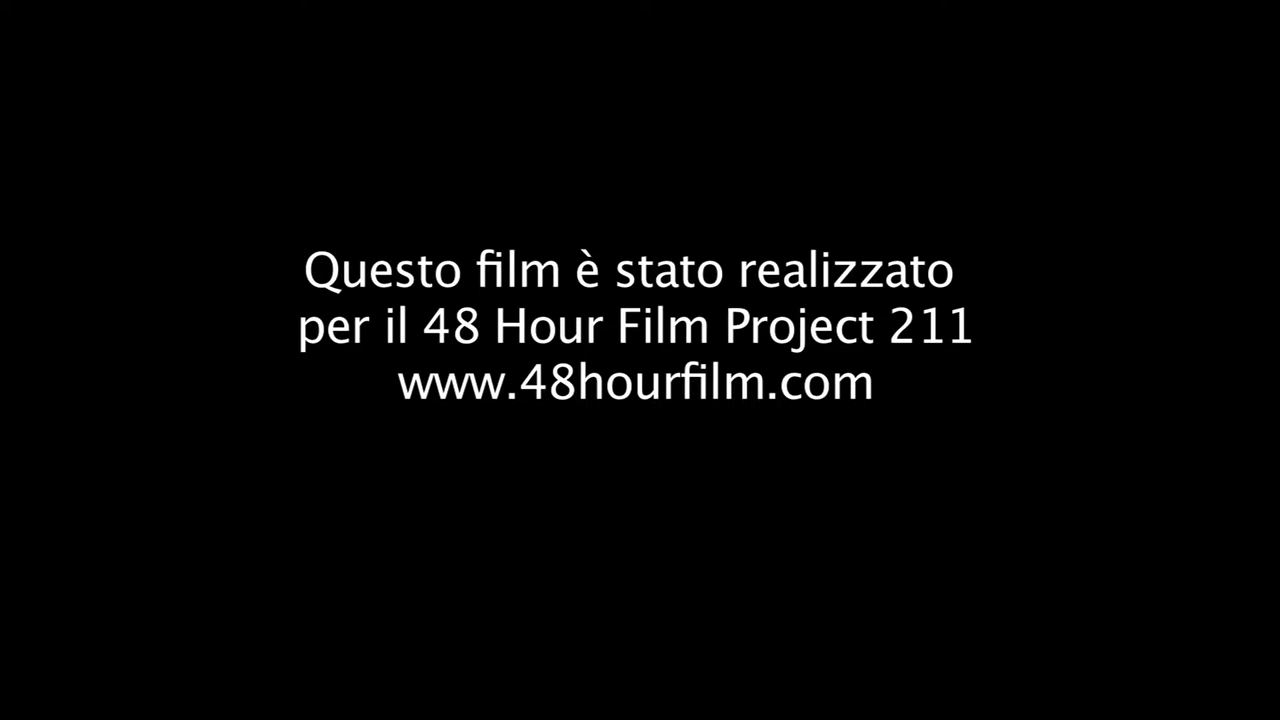 Questo film è stato realizzato
per il 48 Hour Film Project 211
www.48hourfilm.com